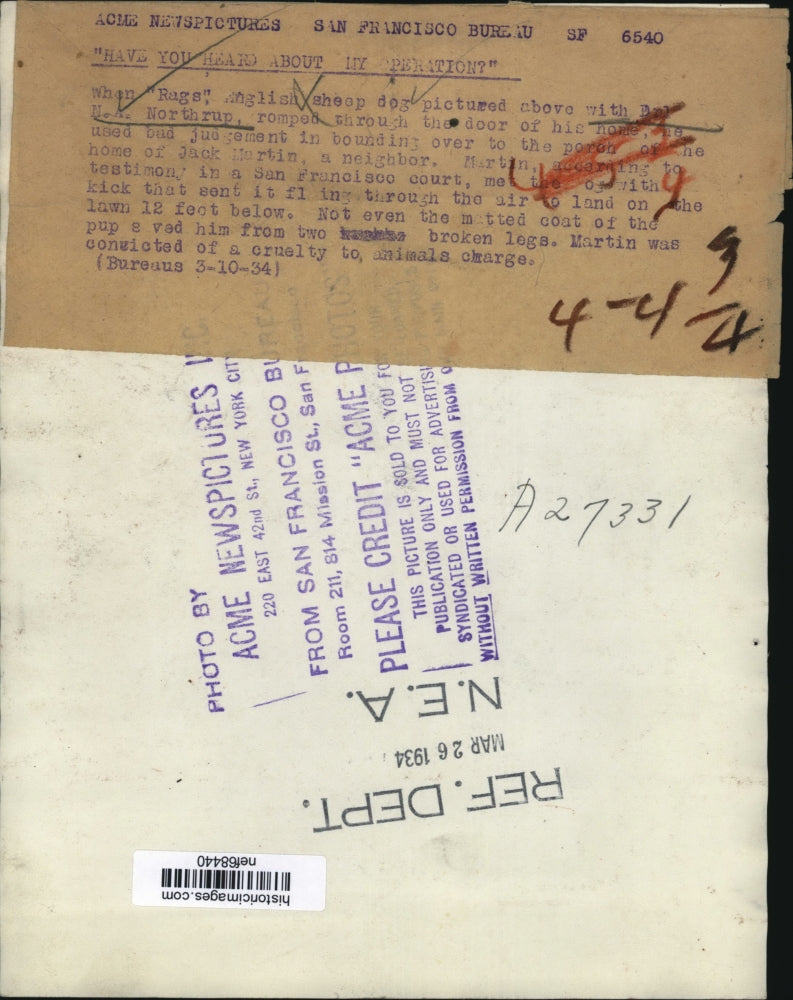 ACME NEWSPICTURES SAN FRANCISCO BUREAU SF 6540
"HAVE YOU HEARD ABOUT MY OPERATION?"
When "Rags", English sheep dog pictured above with
N.A. Northrup, romped through the door of his home, he
used bad judgement in bounding over to the porch of the
home of Jack Martin, a neighbor. Martin, according to
testimony in a San Francisco court, met the dog with
kick that sent it flying through the air to land on the
lawn 12 feet below. Not even the matted coat of the
pup saved him from two broken legs. Martin was
convicted of a cruelty to animals charge.
(Bureaus 3-10-34)
4-4
PHOTO BY
ACME NEWSPICTURES INC
220 EAST 42nd St., NEW YORK CITY
FROM SAN FRANCISCO BUREAU
Room 211, 814 Mission St., San F
PLEASE CREDIT "ACME PHOTOS"
THIS PICTURE IS SOLD TO YOU FO
PUBLICATION ONLY AND MUST NOT
SYNDICATED OR USED FOR ADVERTIS
WITHOUT WRITTEN PERMISSION FROM
A27331
N.E.A.
MAR 26 1934
REF. DEPT.
nef68440
historicimages.com